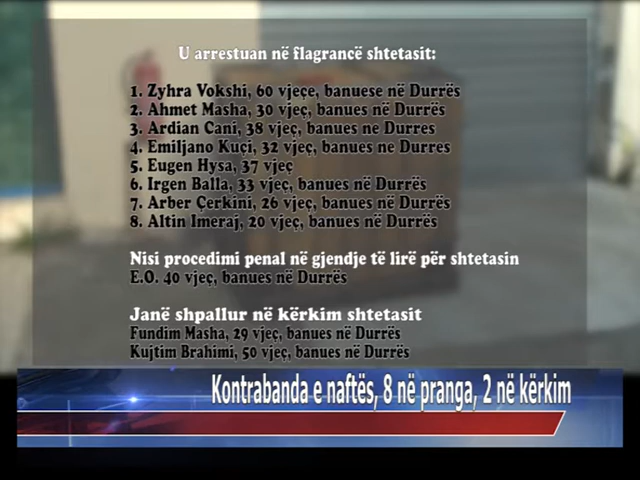 U arrestuan në flagrancë shtetasit:
1. Zyhra Vokshi, 60 vjeçe, banuese në Durrës
2. Ahmet Masha, 30 vjeç, banues në Durrës
3. Ardian Cani, 38 vjeç, banues ne Durres
4. Emiljano Kuçi, 32 vjeç, banues ne Durres
5. Eugen Hysa, 37 vjeç
6. Irgen Balla, 33 vjeç, banues në Durrës
7. Arber Çerkini, 26 vjeç, banues në Durrës
8. Altin Imeraj, 20 vjeç, banues në Durrës
Nisi procedimi penal në gjendje të lirë për shtetasin
E.O. 40 vjeç, banues në Durrës
Janë shpallur në kërkim shtetasit
Fundim Masha, 29 vjeç, banues në Durrës
Kujtim Brahimi, 50 vjeç, banues në Durrës
Kontrabanda e naftës, 8 në pranga, 2 në kërkim